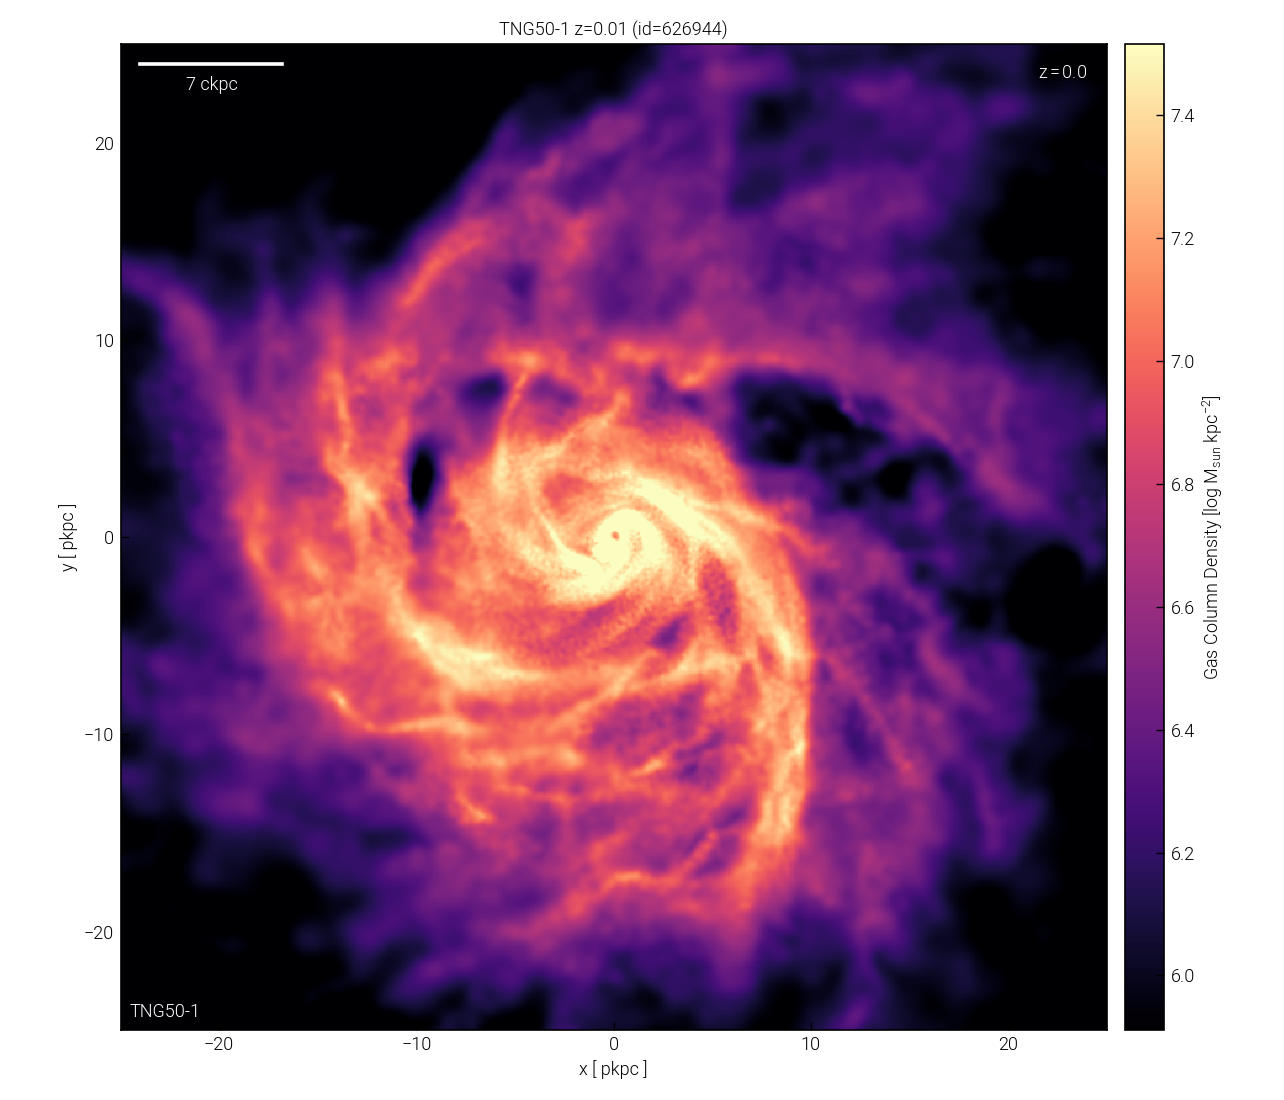 TNG50-1 z=0.01 (id=626944)
7 ckpc
z=0.0
20
10
0
−10
−20
y [ pkpc ]
TNG50-1
−20
−10
0
10
20
x [ pkpc ]
7.4
7.2
7.0
6.8
6.6
6.4
6.2
6.0
Gas Column Density [log Msun kpc−2]